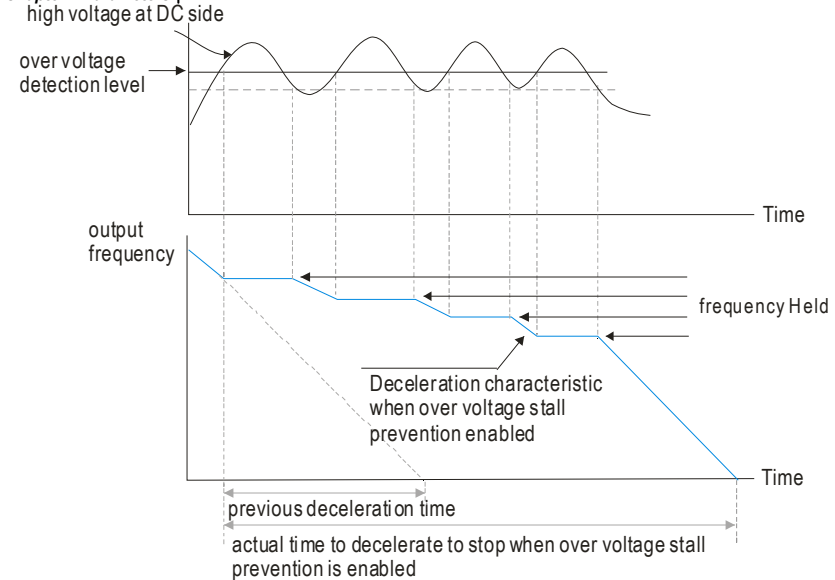 high voltage at DC side
over voltage
detection level
Time
output
frequency
frequency Held
Deceleration characteristic
when over voltage stall
prevention enabled
Time
previous deceleration time
actual time to decelerate to stop when over voltage stall
prevention is enabled